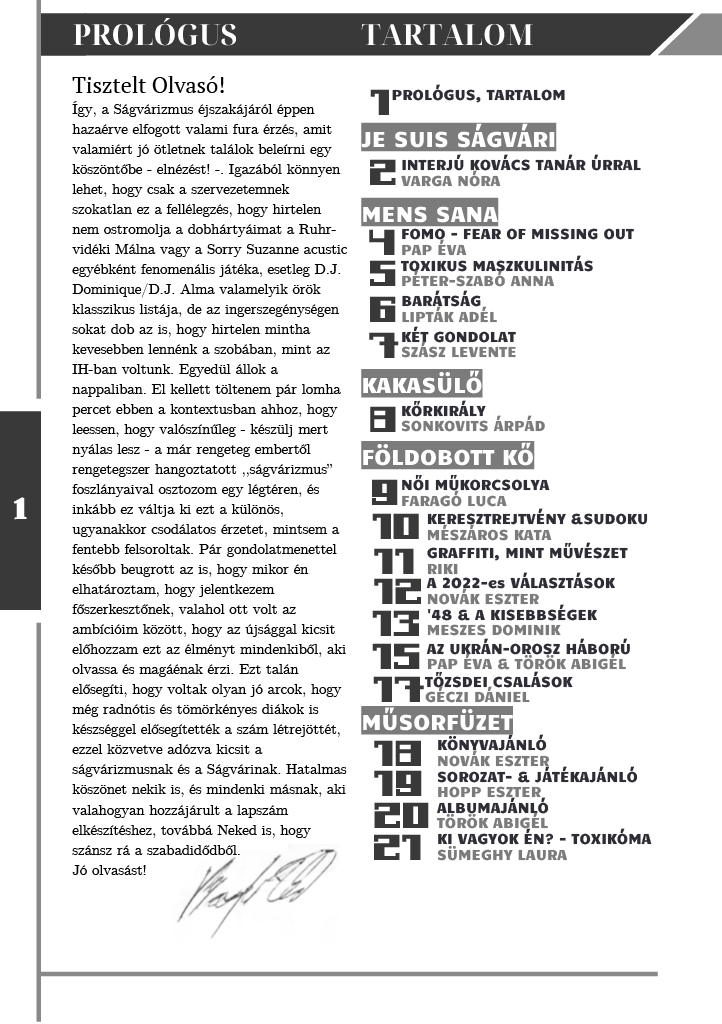 PROLÓGUS
Tisztelt Olvasó!
Így, a Ságvárizmus éjszakájáról éppen
hazaérve elfogott valami fura érzés, amit
valamiért jó ötletnek találok beleírni egy
köszöntőbe - elnézést! -. Igazából könnyen
lehet, hogy csak a szervezetemnek
szokatlan ez a fellélegzés, hogy hirtelen
nem ostromolja a dobhártyáimat a Ruhr-
vidéki Málna vagy a Sorry Suzanne acustic
egyébként fenomenális játéka, esetleg D.J.
Dominique/D.J. Alma valamelyik örök
klasszikus listája, de az ingerszegénységen
sokat dob az is, hogy hirtelen mintha
kevesebben lennénk a szobában, mint az
IH-ban voltunk. Egyedül állok a
nappaliban. El kellett töltenem pár lomha
percet ebben a kontextusban ahhoz, hogy
leessen, hogy valószínűleg - készülj mert
nyálas lesz - a már rengeteg embertől
rengetegszer hangoztatott ,,ságvárizmus”
foszlányaival osztozom egy légtéren, és
inkább ez váltja ki ezt a különös,
ugyanakkor csodálatos érzetet, mintsem a
fentebb felsoroltak. Pár gondolatmenettel
később beugrott az is, hogy mikor én
elhatároztam, hogy jelentkezem
főszerkesztőnek, valahol ott volt az
ambícióim között, hogy az újsággal kicsit
előhozzam ezt az élményt mindenkiből, aki
olvassa és magáénak érzi. Ezt talán
elősegíti, hogy voltak olyan jó arcok, hogy
még radnótis és tömörkényes diákok is
készséggel elősegítették a szám létrejöttét,
ezzel közvetve adózva kicsit a
ságvárizmusnak és a Ságvárinak. Hatalmas
köszönet nekik is, és mindenki másnak, aki
valahogyan hozzájárult a lapszám
elkészítéshez, továbbá Neked is, hogy
szánsz rá a szabadidődből.
Jó olvasást!
1
TARTALOM
1 PROLÓGUS, TARTALOM
JE SUIS SÁGVÁRI
2 INTERJÚ KOVÁCS TANÁR ÚRRAL
VARGA NÓRA
MENS SANA
4 FOMO - FEAR OF MISSING OUT
PAP ÉVA
5 TOXIKUS MASZKULINITÁS
PÉTER-SZABÓ ANNA
6 BARÁTSÁG
LIPTÁK ADÉL
7 KÉT GONDOLAT
SZÁSZ LEVENTE
KAKASÜLŐ
8 KŐRKIRÁLY
SONKOVITS ÁRPÁD
FÖLDOBOTT KŐ
9 NŐI MŰKORCSOLYA
FARAGÓ LUCA
10 KERESZTREJTVÉNY &SUDOKU
MÉSZÁROS KATA
11 GRAFFITI, MINT MŰVÉSZET
RIKI
12 A 2022-es VÁLASZTÁSOK
NOVÁK ESZTER
13 '48 & A KISEBBSÉGEK
MESZES DOMINIK
15 AZ UKRÁN-OROSZ HÁBORÚ
PAP ÉVA & TÖRÖK ABIGÉL
17 TŐZSDEI CSALÁSOK
GÉCZI DÁNIEL
MŰSORFÜZET
18 KÖNYVAJÁNLÓ
NOVÁK ESZTER
19 SOROZAT- & JÁTÉKAJÁNLÓ
HOPP ESZTER
20 ALBUMAJÁNLÓ
TÖRÖK ABIGÉL
21 KI VAGYOK ÉN? - TOXIKÓMA
SÜMEGHY LAURA